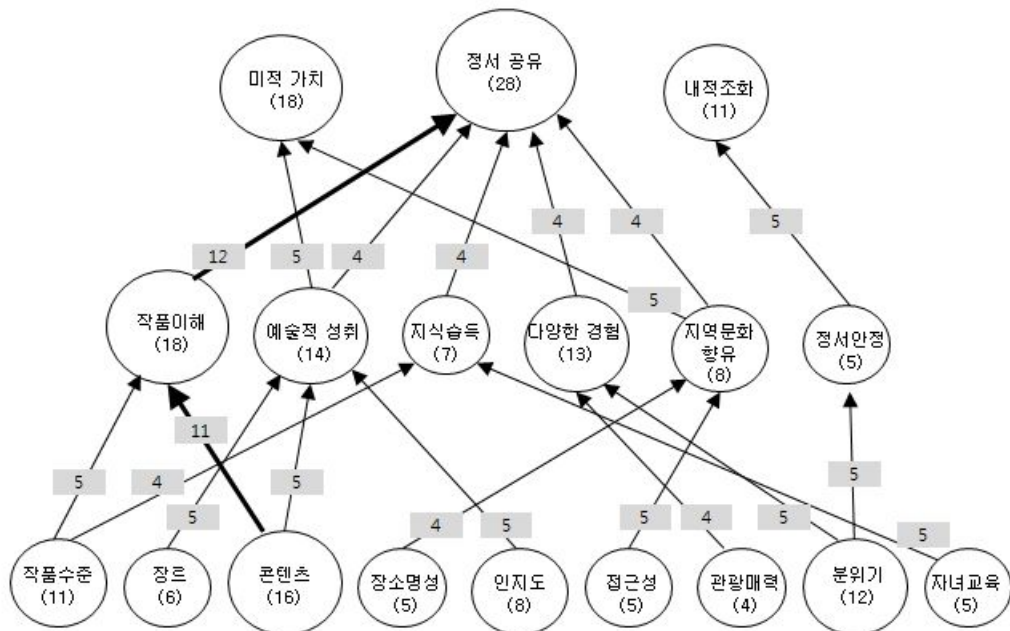 미적 가치
(18)
정서 공유
(28)
내적조화
(11)
12
5
4
4
4
4
5
5
작품이해
(18)
예술적 성취
(14)
지식습득
(7)
다양한 경험
(13)
지역문화
향유
(8)
정서안정
(5)
11
5
4
5
5
4
5
5
4
5
5
5
작품수준
(11)
장르
(6)
콘텐츠
(16)
장소명성
(5)
인지도
(8)
접근성
(5)
관광매력
(4)
분위기
(12)
자녀교육
(5)